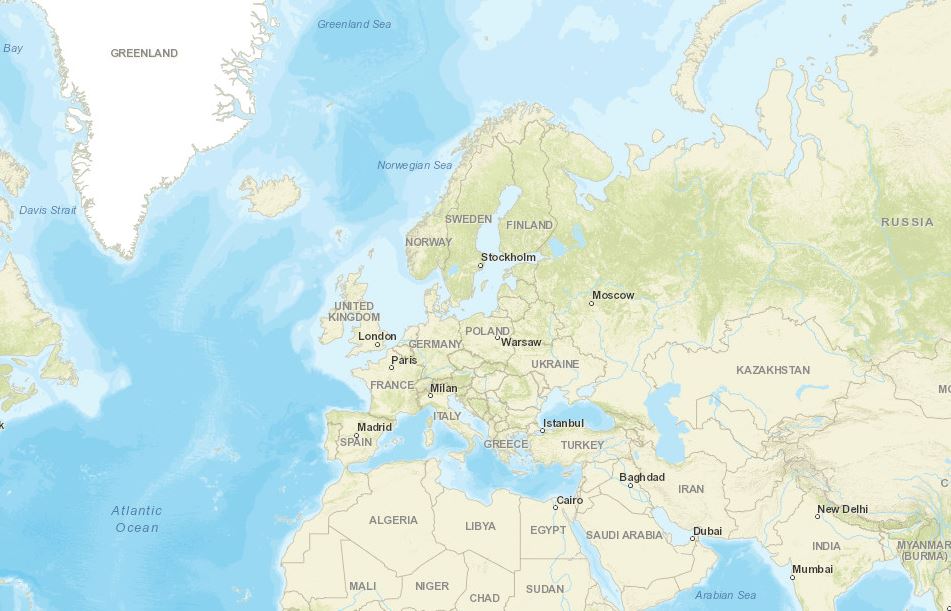 Greenland Sea
Bay
GREENLAND
Norwegian Sea
Davis Strait
SWEDEN
FINLAND
RUSSIA
NORWAY
Stockholm
Moscow
UNITED
KINGDOM
London
POLAND
Warsaw
GERMANY
Paris
UKRAINE
KAZAKHSTAN
FRANCE
Milan
MO
ITALY
Istanbul
k
Madrid
SPAIN
GREECE
TURKEY
Baghdad
IRAN
C
Cairo
Atlantic
Ocean
ALGERIA
LIBYA
EGYPT
SAUDI ARABIA
Dubai
New Delhi
INDIA
MYANMAR
(BURMA)
Mumbai
MALI
NIGER
CHAD
SUDAN
Arabian Sea